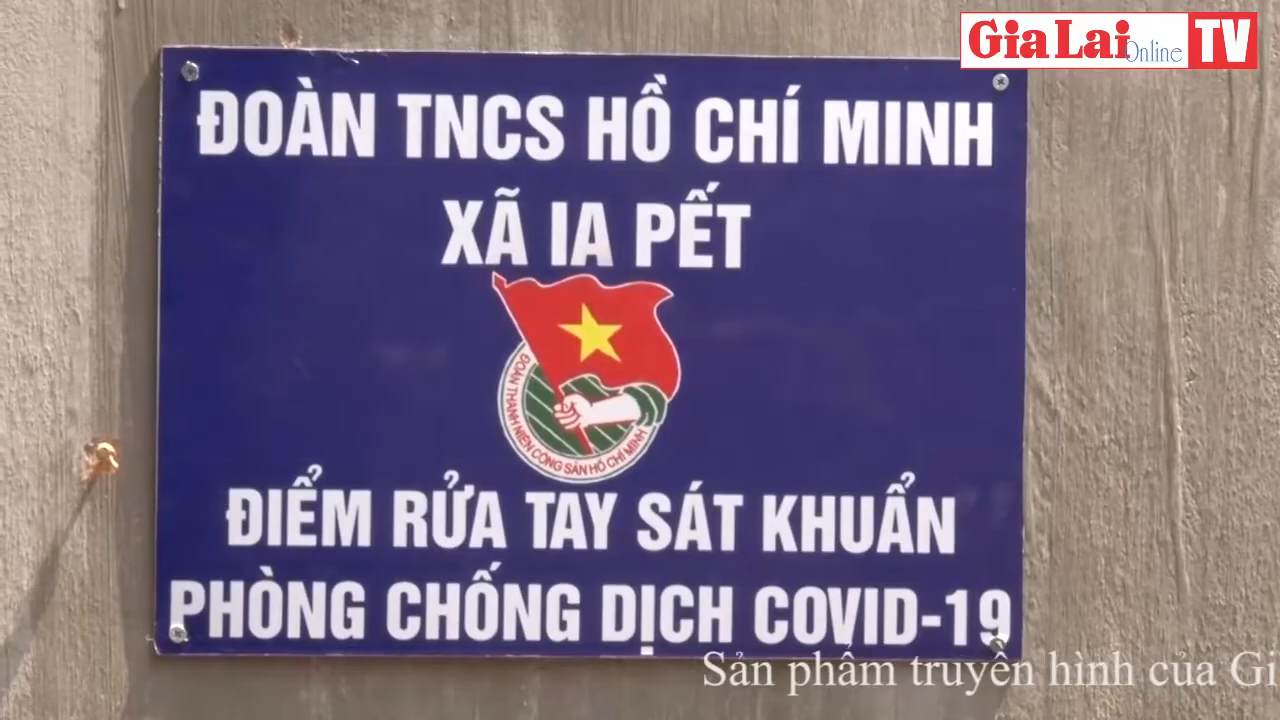 Gia Lai Online TV
ĐOÀN TNCS HỒ CHÍ MINH
XÃ IA PẾT
ĐOÀN THANH NIÊN CỘNG SẢN HỒ CHÍ MINH
ĐIỂM RỬA TAY SÁT KHUẨN
PHÒNG CHỐNG DỊCH COVID-19
Sản phẩm truyền hình của Gi